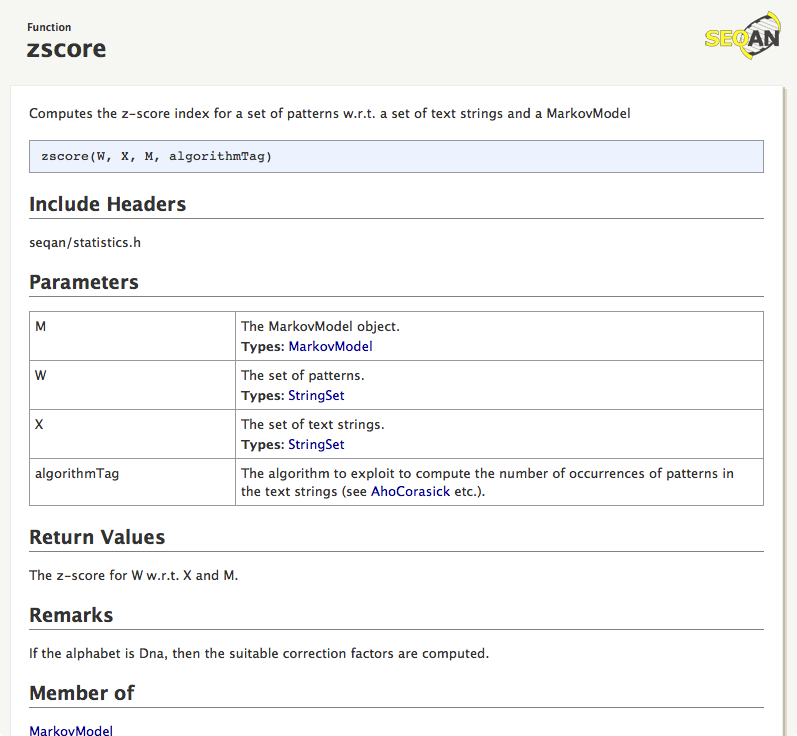 Function
zscore
SEQAN
Computes the z-score index for a set of patterns w.r.t. a set of text strings and a MarkovModel
zscore(W, X, M, algorithmTag)
Include Headers
seqan/statistics.h
Parameters
M
The MarkovModel object.
Types: MarkovModel
W
The set of patterns.
Types: StringSet
X
The set of text strings.
Types: StringSet
algorithmTag
The algorithm to exploit to compute the number of occurrences of patterns in
the text strings (see AhoCorasick etc.).
Return Values
The z-score for W w.r.t. X and M.
Remarks
If the alphabet is Dna, then the suitable correction factors are computed.
Member of
MarkovModel